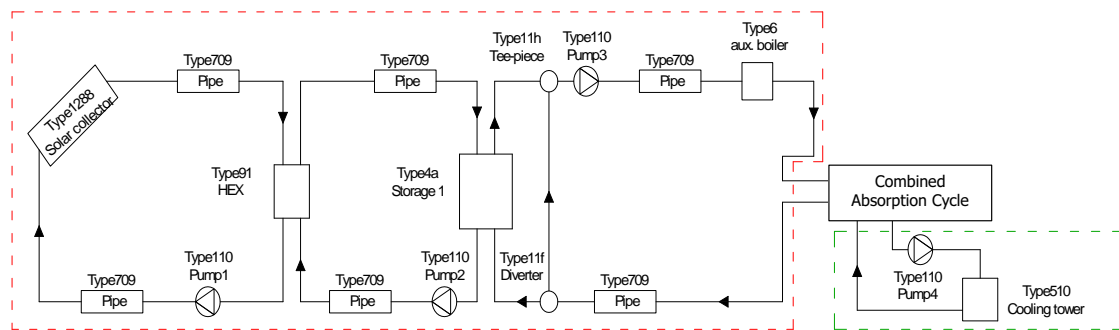 Type1288
Solar collector
Type709
Pipe
Type91
HEX
Type709
Pipe
Type110
Pump1
Type709
Pipe
Type4a
Storage 1
Type709
Pipe
Type110
Pump2
Type11h
Tee-piece
Type110
Pump3
Type709
Pipe
Type6
aux. boiler
Type11f
Diverter
Type709
Pipe
Combined
Absorption Cycle
Type110
Pump4
Type510
Cooling tower